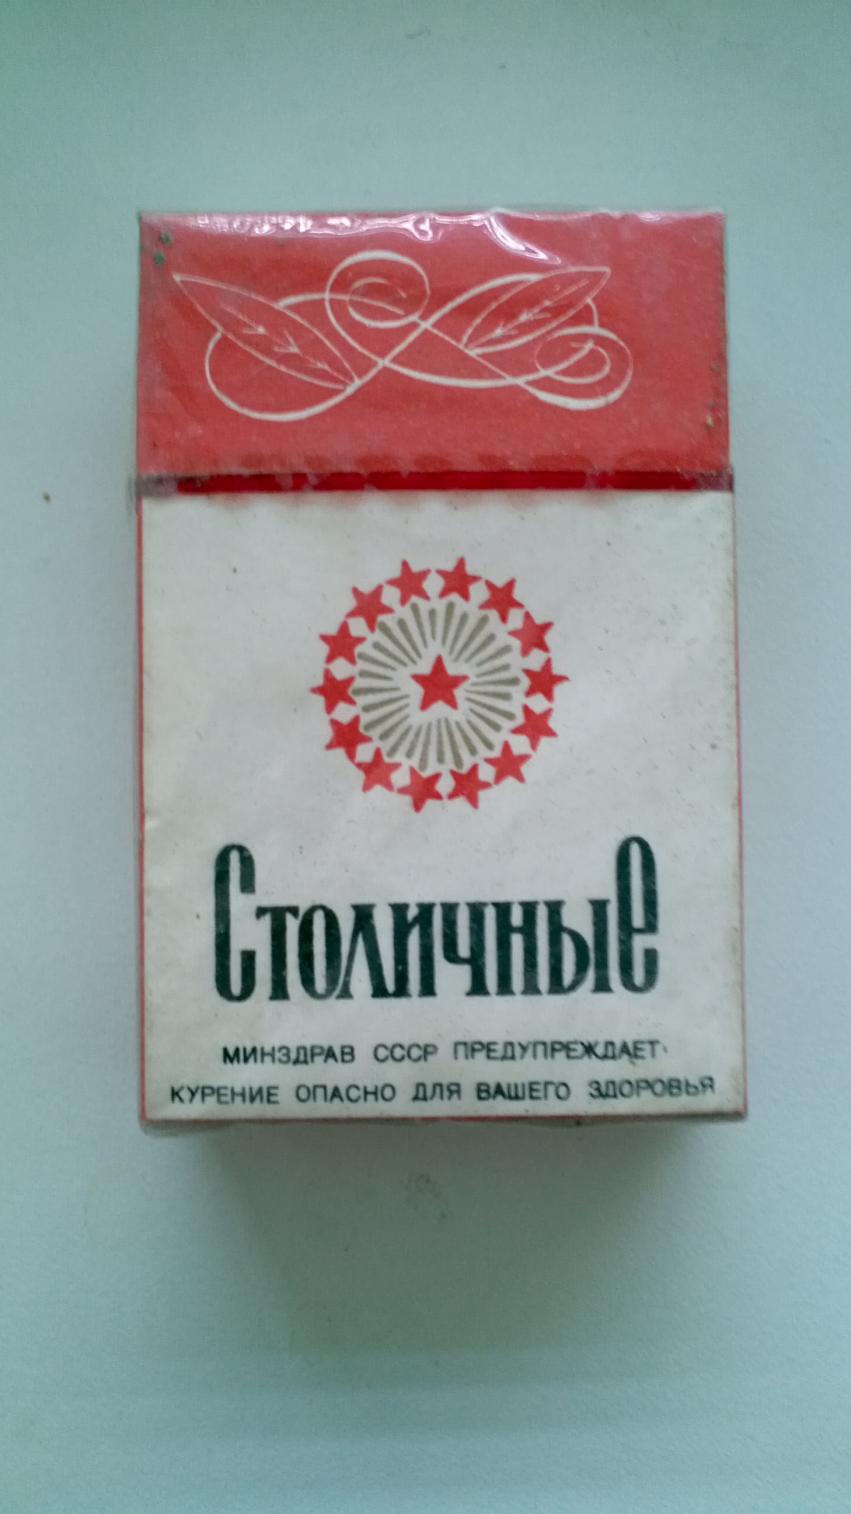 Столичные
МИНЗДРАВ СССР ПРЕДУПРЕЖДАЕТ
КУРЕНИЕ ОПАСНО ДЛЯ ВАШЕГО ЗДОРОВЬЯ